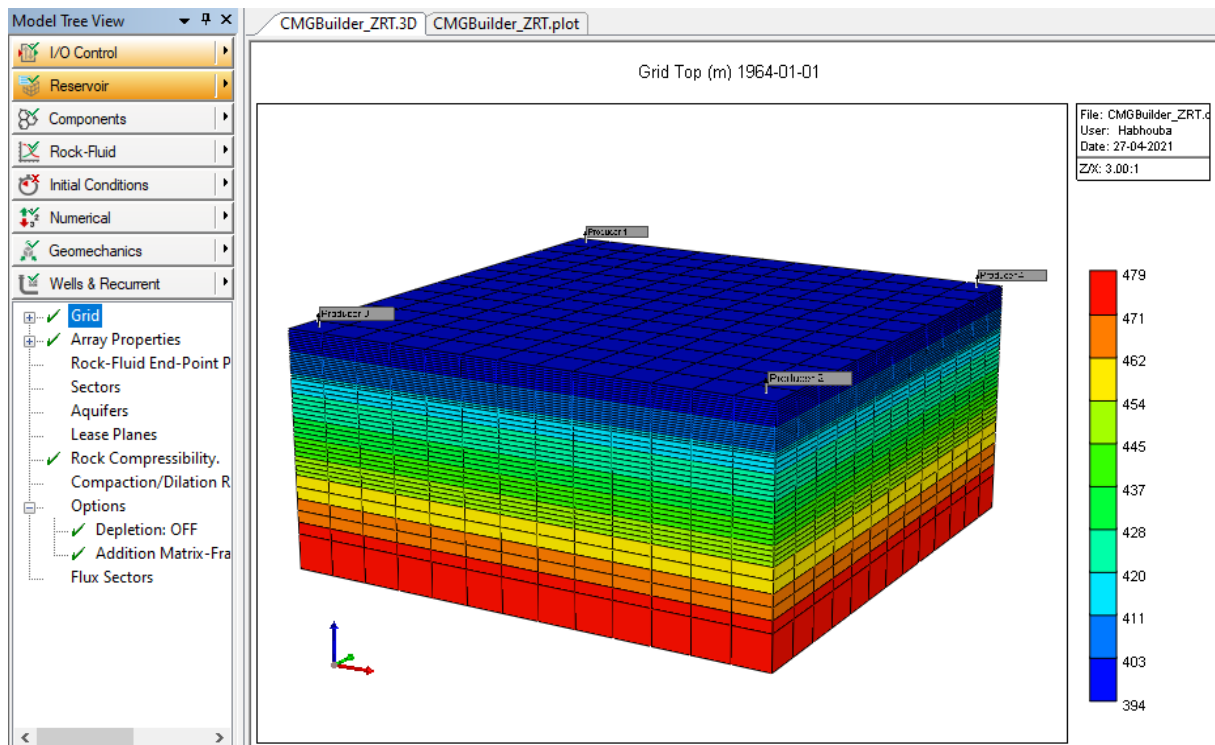 Model Tree View
I/O Control
Reservoir
Components
Rock-Fluid
Initial Conditions
Numerical
Geomechanics
Wells & Recurrent
Grid
Array Properties
Rock-Fluid End-Point P
Sectors
Aquifers
Lease Planes
Rock Compressibility.
Compaction/Dilation R
Options
Depletion: OFF
Addition Matrix-Fra
Flux Sectors
CMGBuilder_ZRT.3D
CMGBuilder_ZRT.plot
Grid Top (m) 1964-01-01
File: CMGBuilder_ZRT.c
User: Habhouba
Date: 27-04-2021
Z/X: 3.00:1
Producer 1
Producer 4
Producer 3
Producer 2
479
471
462
454
445
437
428
420
411
403
394